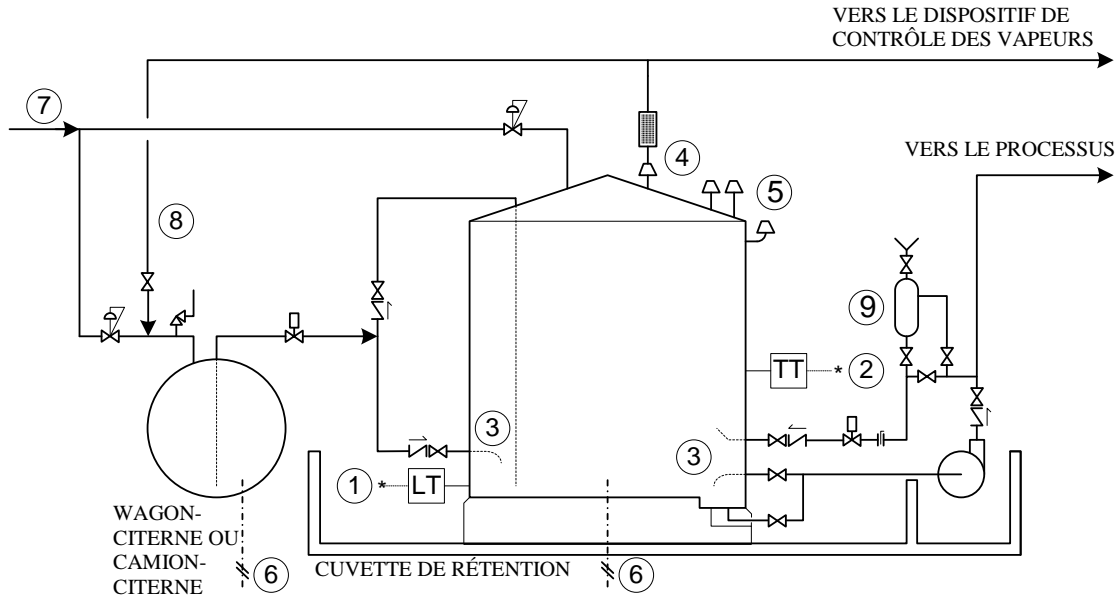 VERS LE DISPOSITIF DE
CONTRÔLE DES VAPEURS
7
4
VERS LE PROCESSUS
5
8
9
TT
* 2
3
3
1 *
LT
WAGON-
CITERNE OU
CAMION-
CITERNE
6
CUVETTE DE RÉTENTION
6